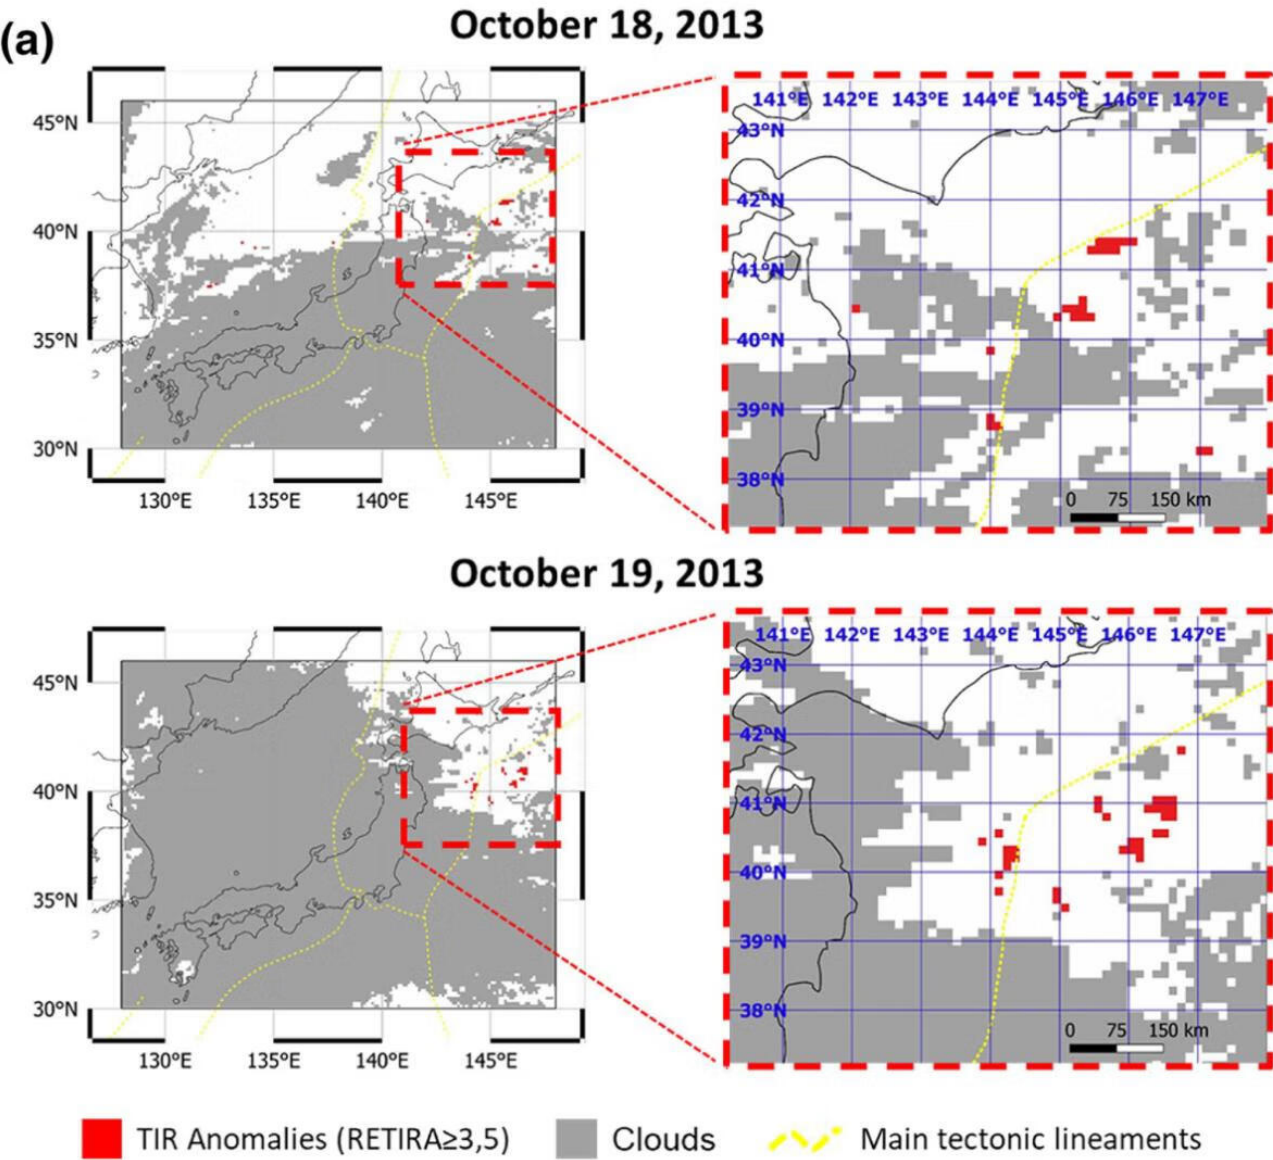 (a)
October 18, 2013
45°N
40°N
35°N
30°N
130°E 135°E 140°E 145°E
141°E 142°E 143°E 144°E 145°E 146°E 147°E
43°N
42°N
41°N
40°N
39°N
38°N
0 75 150 km
October 19, 2013
45°N
40°N
35°N
30°N
130°E 135°E 140°E 145°E
141°E 142°E 143°E 144°E 145°E 146°E 147°E
43°N
42°N
41°N
40°N
39°N
38°N
0 75 150 km
TIR Anomalies (RETIRA≥3,5) Clouds Main tectonic lineaments